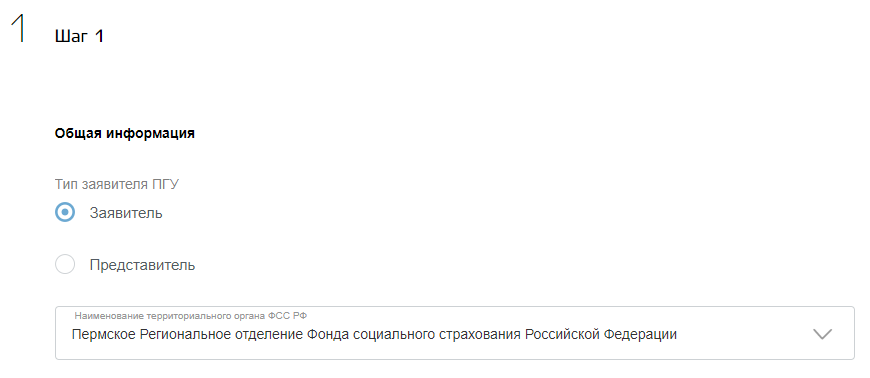 1
Шаг 1
Общая информация
Тип заявителя ПГУ
Заявитель
Представитель
Наименование территориального органа ФСС РФ
Пермское Региональное отделение Фонда социального страхования Российской Федерации